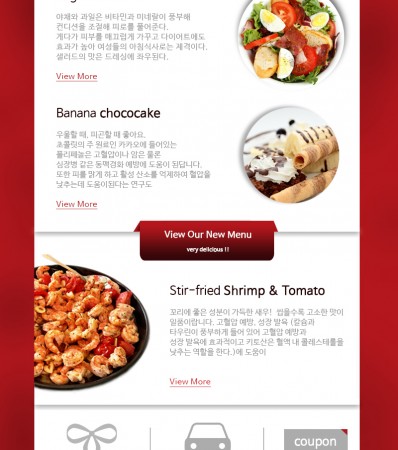 야채와 과일은 비타민과 미네랄이 풍부해
컨디션을 조절해 피로를 풀어준다.
게다가 피부를 매끄럽게 가꾸고 다이어트에도
효과가 높아 여성들의 아침식사로는 제격이다.
샐러드의 맛은 드레싱에 좌우된다.
View More
Banana chococake
우울할 때, 피곤할 때 좋아요.
초콜릿의 주 원료인 카카오에 들어있는
폴리페놀은 고혈압이나 암은 물론
심장병 같은 동맥경화 예방에 도움이 된답니다.
또한 피를 맑게 하고 활성 산소를 억제하여 혈압을
낮추는데 도움이된다는 연구도
View More
View Our New Menu
very delicious !!
Stir-fried Shrimp & Tomato
꼬리에 좋은 성분이 가득한 새우! 씹을수록 고소한 맛이
일품이랍니다. 고혈압 예방, 성장 발육 (칼슘과
타우린이 풍부하게 들어 있어 고혈압 예방과
성장 발육에 효과적이고 키토산은 혈액 내 콜레스테롤을
낮추는 역할을 한다.)에 도움이
View More
coupon